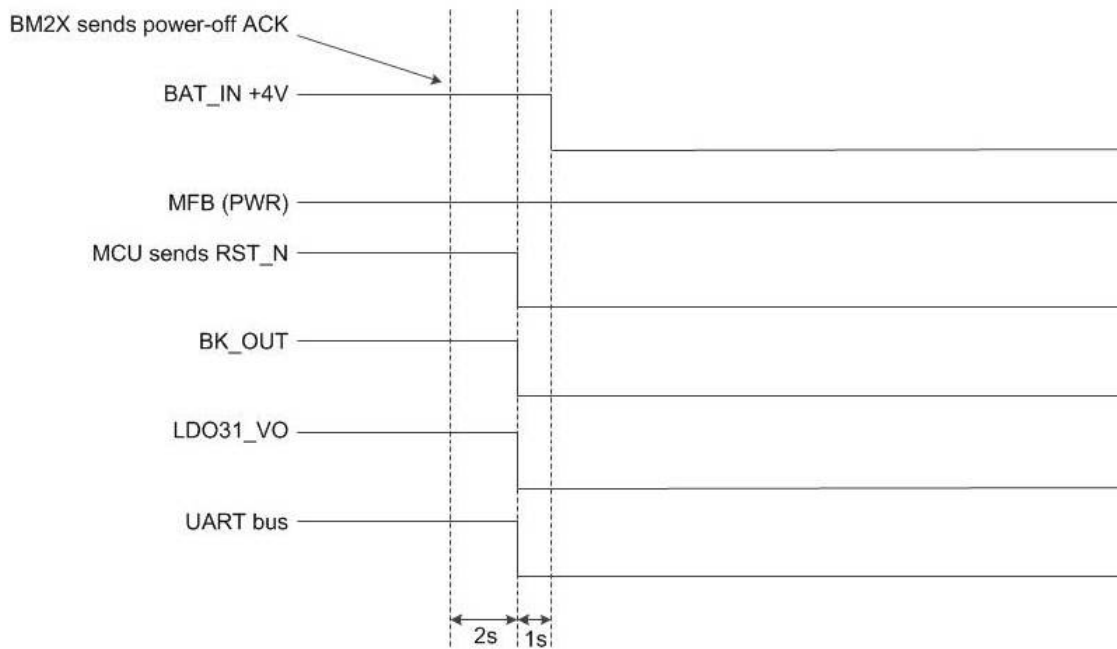 BM2X sends power-off ACK
BAT_IN +4V
MFB (PWR)
MCU sends RST_N
BK_OUT
LDO31_VO
UART bus
2s
1s